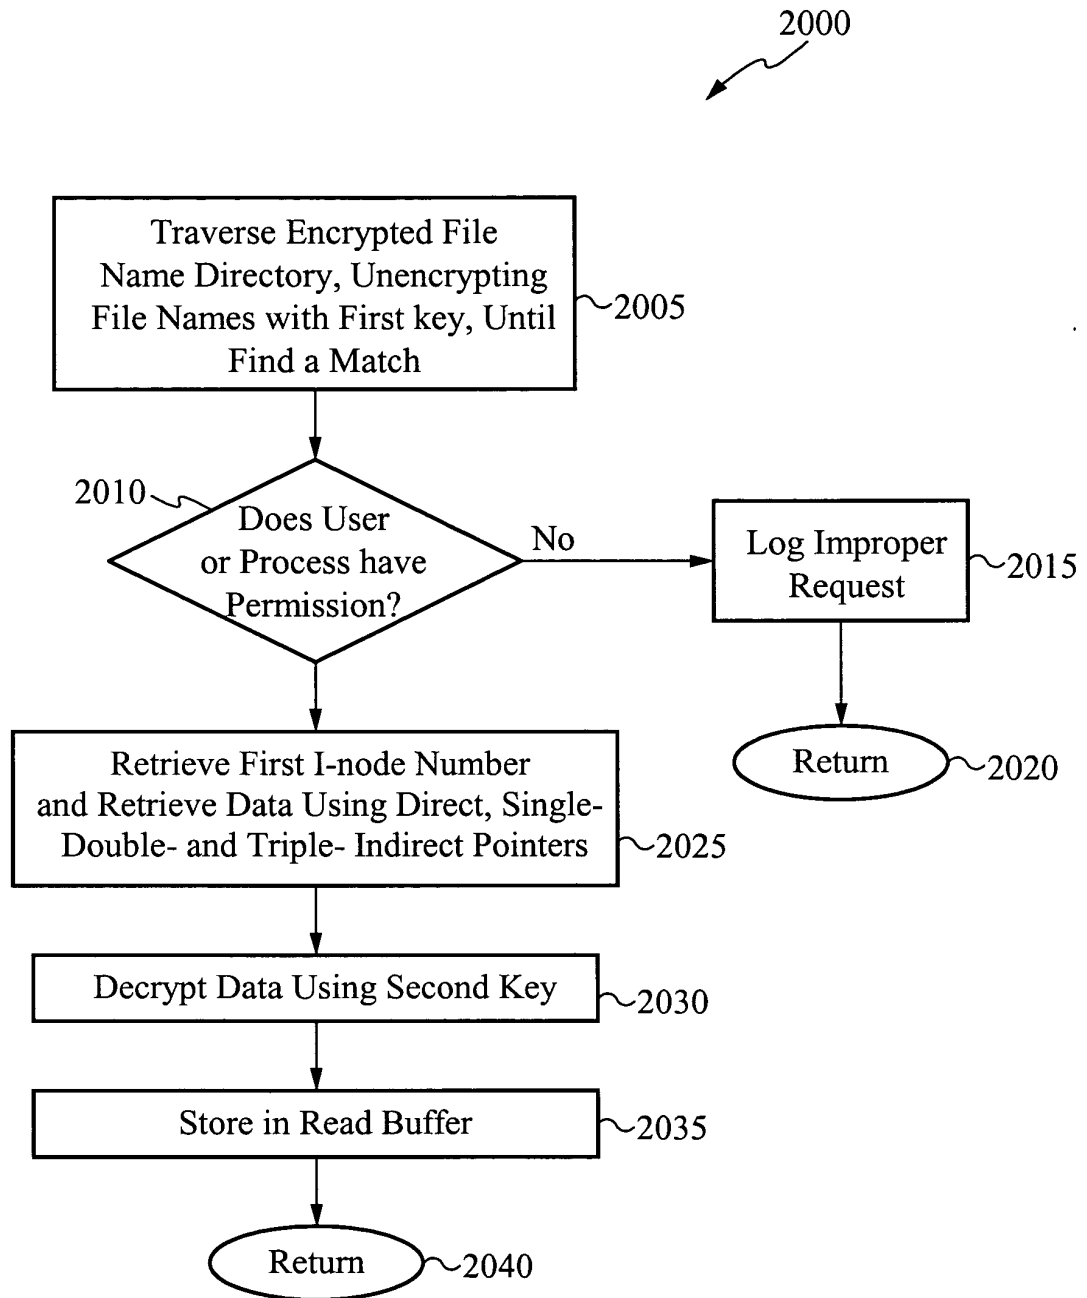 2000
Traverse Encrypted File
Name Directory, Unencrypting
File Names with First key, Until
Find a Match
2005
2010
Does User
or Process have
Permission?
No
Log Improper
Request
2015
Return
2020
Retrieve First I-node Number
and Retrieve Data Using Direct, Single-
Double- and Triple- Indirect Pointers
2025
Decrypt Data Using Second Key
2030
Store in Read Buffer
2035
Return
2040